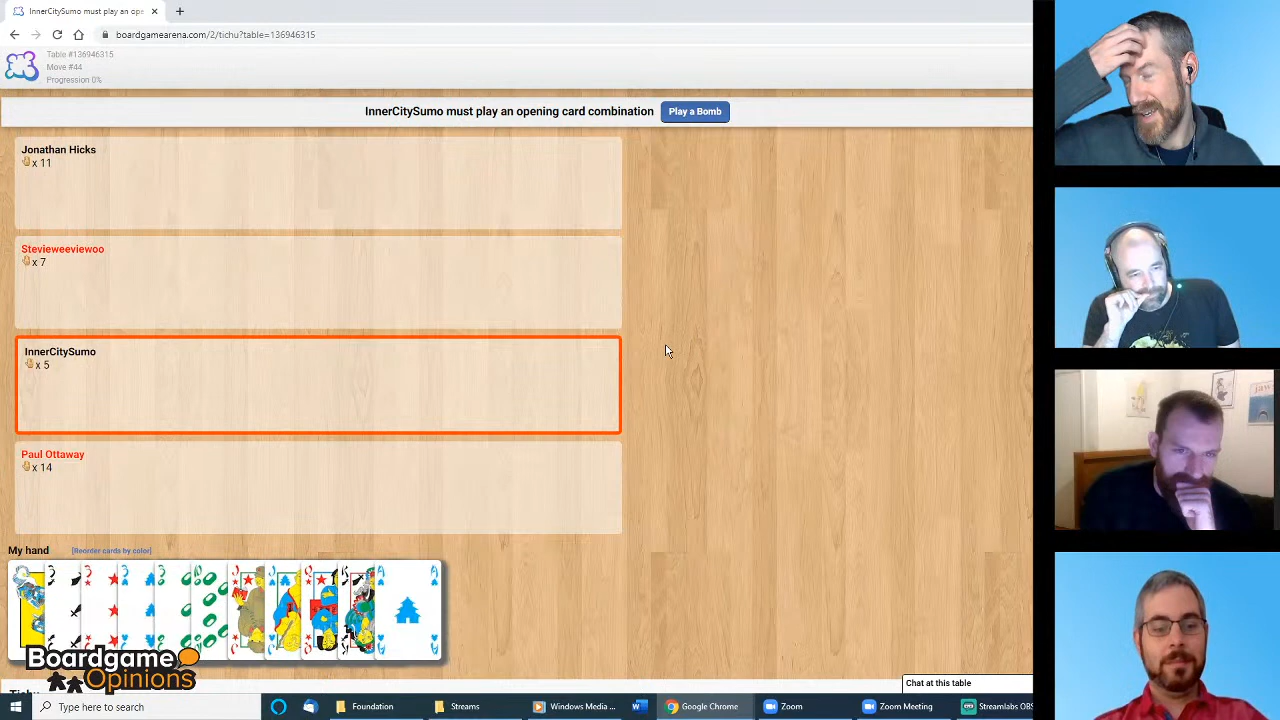 InnerCitySumo must play an ope
boardgamearena.com/2/tichu?table=136946315
Table #136946315
Move #44
Progression 0%
InnerCitySumo must play an opening card combination
Play a Bomb
Jonathan Hicks
x 11
Stevieweeviewoo
x 7
InnerCitySumo
x 5
Paul Ottaway
x 14
My hand
[Reorder cards by color]
Boardgame
Opinions
Chat at this table
Type here to search
Foundation
Streams
Windows Media ...
Google Chrome
Zoom
Zoom Meeting
Streamlabs OBS